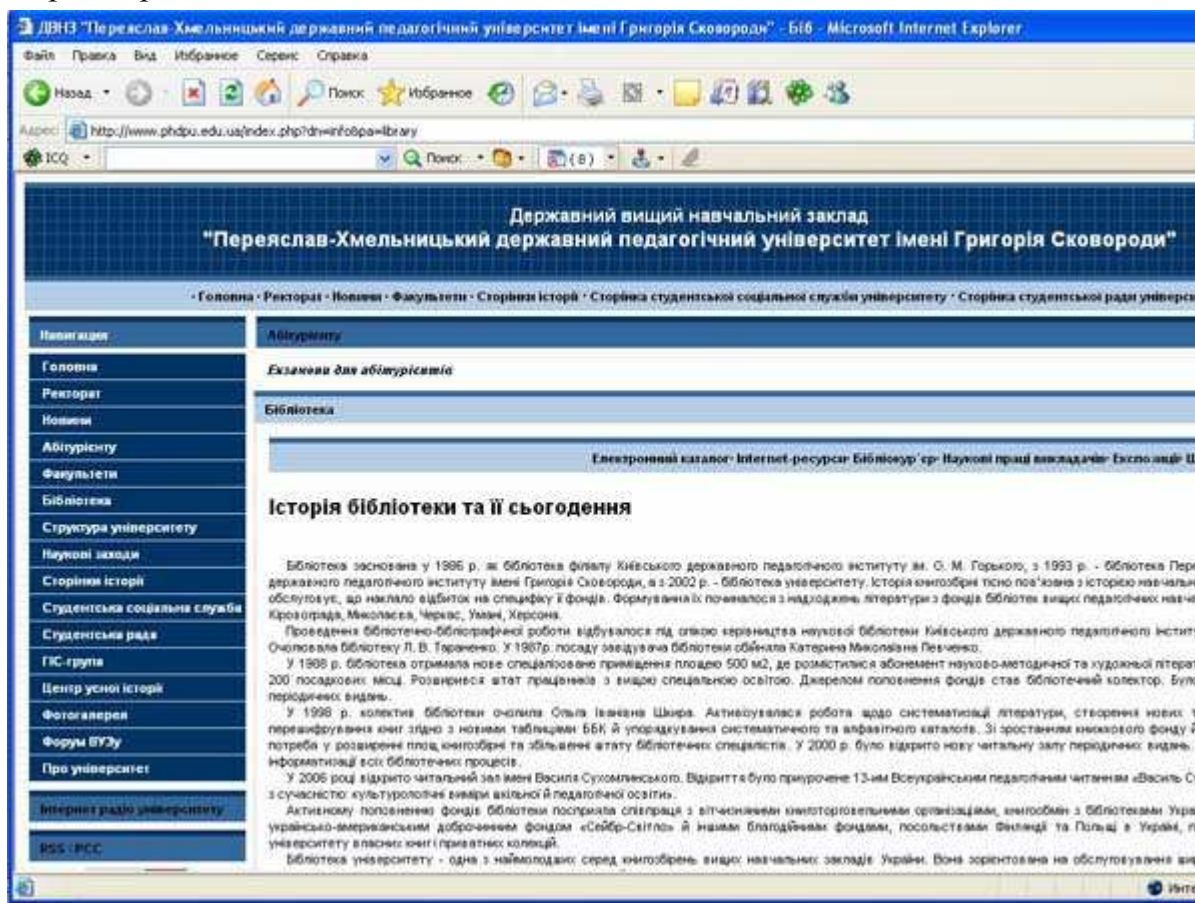 ДВНЗ "Переяслав-Хмельницький державний педагогічний університет імені Григорія Сковороди" - Біб - Microsoft Internet Explorer
Файл Правка Вид Избранное Сервис Справка
Назад Поиск Избранное
http://www.phdpu.edu.ua/index.php?dn=info&pa=library
ICQ Поиск (8)
Державний вищий навчальний заклад
"Переяслав-Хмельницький державний педагогічний університет імені Григорія Сковороди"
· Головна · Ректорат · Новини · Факультети · Сторінки історії · Сторінка студентської соціальної служби університету · Сторінка студентської ради
Навигация
Головна
Ректорат
Новини
Абітурієнту
Факультети
Бібліотека
Структура університету
Наукові заходи
Сторінки історії
Студентська соціальна служба
Студентська рада
ГІС-група
Центр усної історії
Фотогалерея
Форум ВУЗу
Про університет
Інтернет радіо університету
RSS | РСС
Абітурієнту
Екзамени для абітурієнтів
Бібліотека
Електронний каталог· Internet-ресурси· Бібліокур'єр· Наукові праці викладачів· Експозиції·
Історія бібліотеки та її сьогодення
Бібліотека заснована у 1986 р. як бібліотека філіалу Київського державного педагогічного інституту ім. О. М. Горького, з 1993 р. - бібліотека
державного педагогічного інституту імені Григорія Сковороди, а з 2002 р. - бібліотека університету. Історія книгозбірні тісно пов'язана з історією
обслуговує, що наклало відбиток на специфіку її фондів. Формування їх починалося з надходжень літератури з фондів бібліотек вищих педагогічних
Кіровограда, Миколаєва, Черкас, Умані, Херсона.
Проведення бібліотечно-бібліографічної роботи відбувалося під опікою керівництва наукової бібліотеки Київського державного педагогічного
Очолювала бібліотеку Л. В. Тараненко. У 1987р. посаду завідувача бібліотеки обійняла Катерина Миколаївна Левченко.
У 1988 р. бібліотека отримала нове спеціалізоване приміщення площею 500 м2, де розмістилися абонемент науково-методичної та художньої
200 посадкових місць. Розширився штат працівників з вищою спеціальною освітою. Джерелом поповнення фондів став бібліотечний колектор.
періодичних видань.
У 1998 р. колектив бібліотеки очолила Ольга Іванівна Шкира. Активізувалася робота щодо систематизації літератури, створення нових
перешифрування книг згідно з новими таблицями ББК й упорядкування систематичного та алфавітного каталогів. Зі зростанням книжкового фонду
потреба у розширенні площ книгозбірні та збільшенні штату бібліотечних спеціалістів. У 2000 р. було відкрито нову читальну залу періодичних видань.
інформатизації всіх бібліотечних процесів.
У 2006 році відкрито читальний зал імені Василя Сухомлинського. Відкриття було приурочене 13-им Всеукраїнським педагогічним читанням «Василь
з сучасністю: культурологічні виміри шкільної й педагогічної освіти».
Активному поповненню фондів бібліотеки посприяла співпраця з вітчизняними книготорговельними організаціями, книгообмін з бібліотеками
українсько-американським доброчинним фондом «Сейбр-Світло» й іншими благодійними фондами, посольствами Фінляндії та Польщі в Україні,
університету власних книг і приватних колекцій.
Бібліотека університету - одна з наймолодших серед книгозбірень вищих навчальних закладів України. Вона зорієнтована на обслуговування